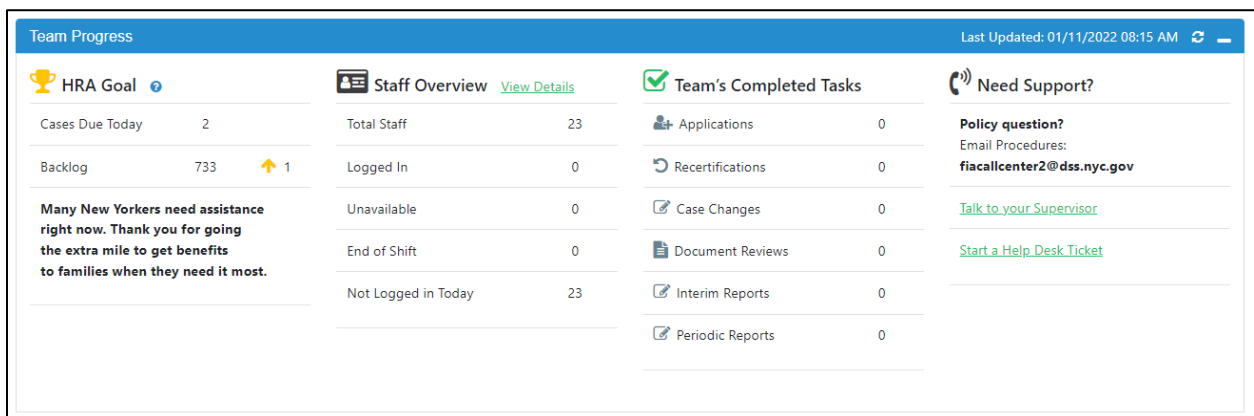 Team Progress
Last Updated: 01/11/2022 08:15 AM
HRA Goal
Cases Due Today 2
Backlog 733 1
Many New Yorkers need assistance
right now. Thank you for going
the extra mile to get benefits
to families when they need it most.
Staff Overview View Details
Total Staff 23
Logged In 0
Unavailable 0
End of Shift 0
Not Logged in Today 23
Team's Completed Tasks
Applications 0
Recertifications 0
Case Changes 0
Document Reviews 0
Interim Reports 0
Periodic Reports 0
Need Support?
Policy question?
Email Procedures:
fiacallcenter2@dss.nyc.gov
Talk to your Supervisor
Start a Help Desk Ticket